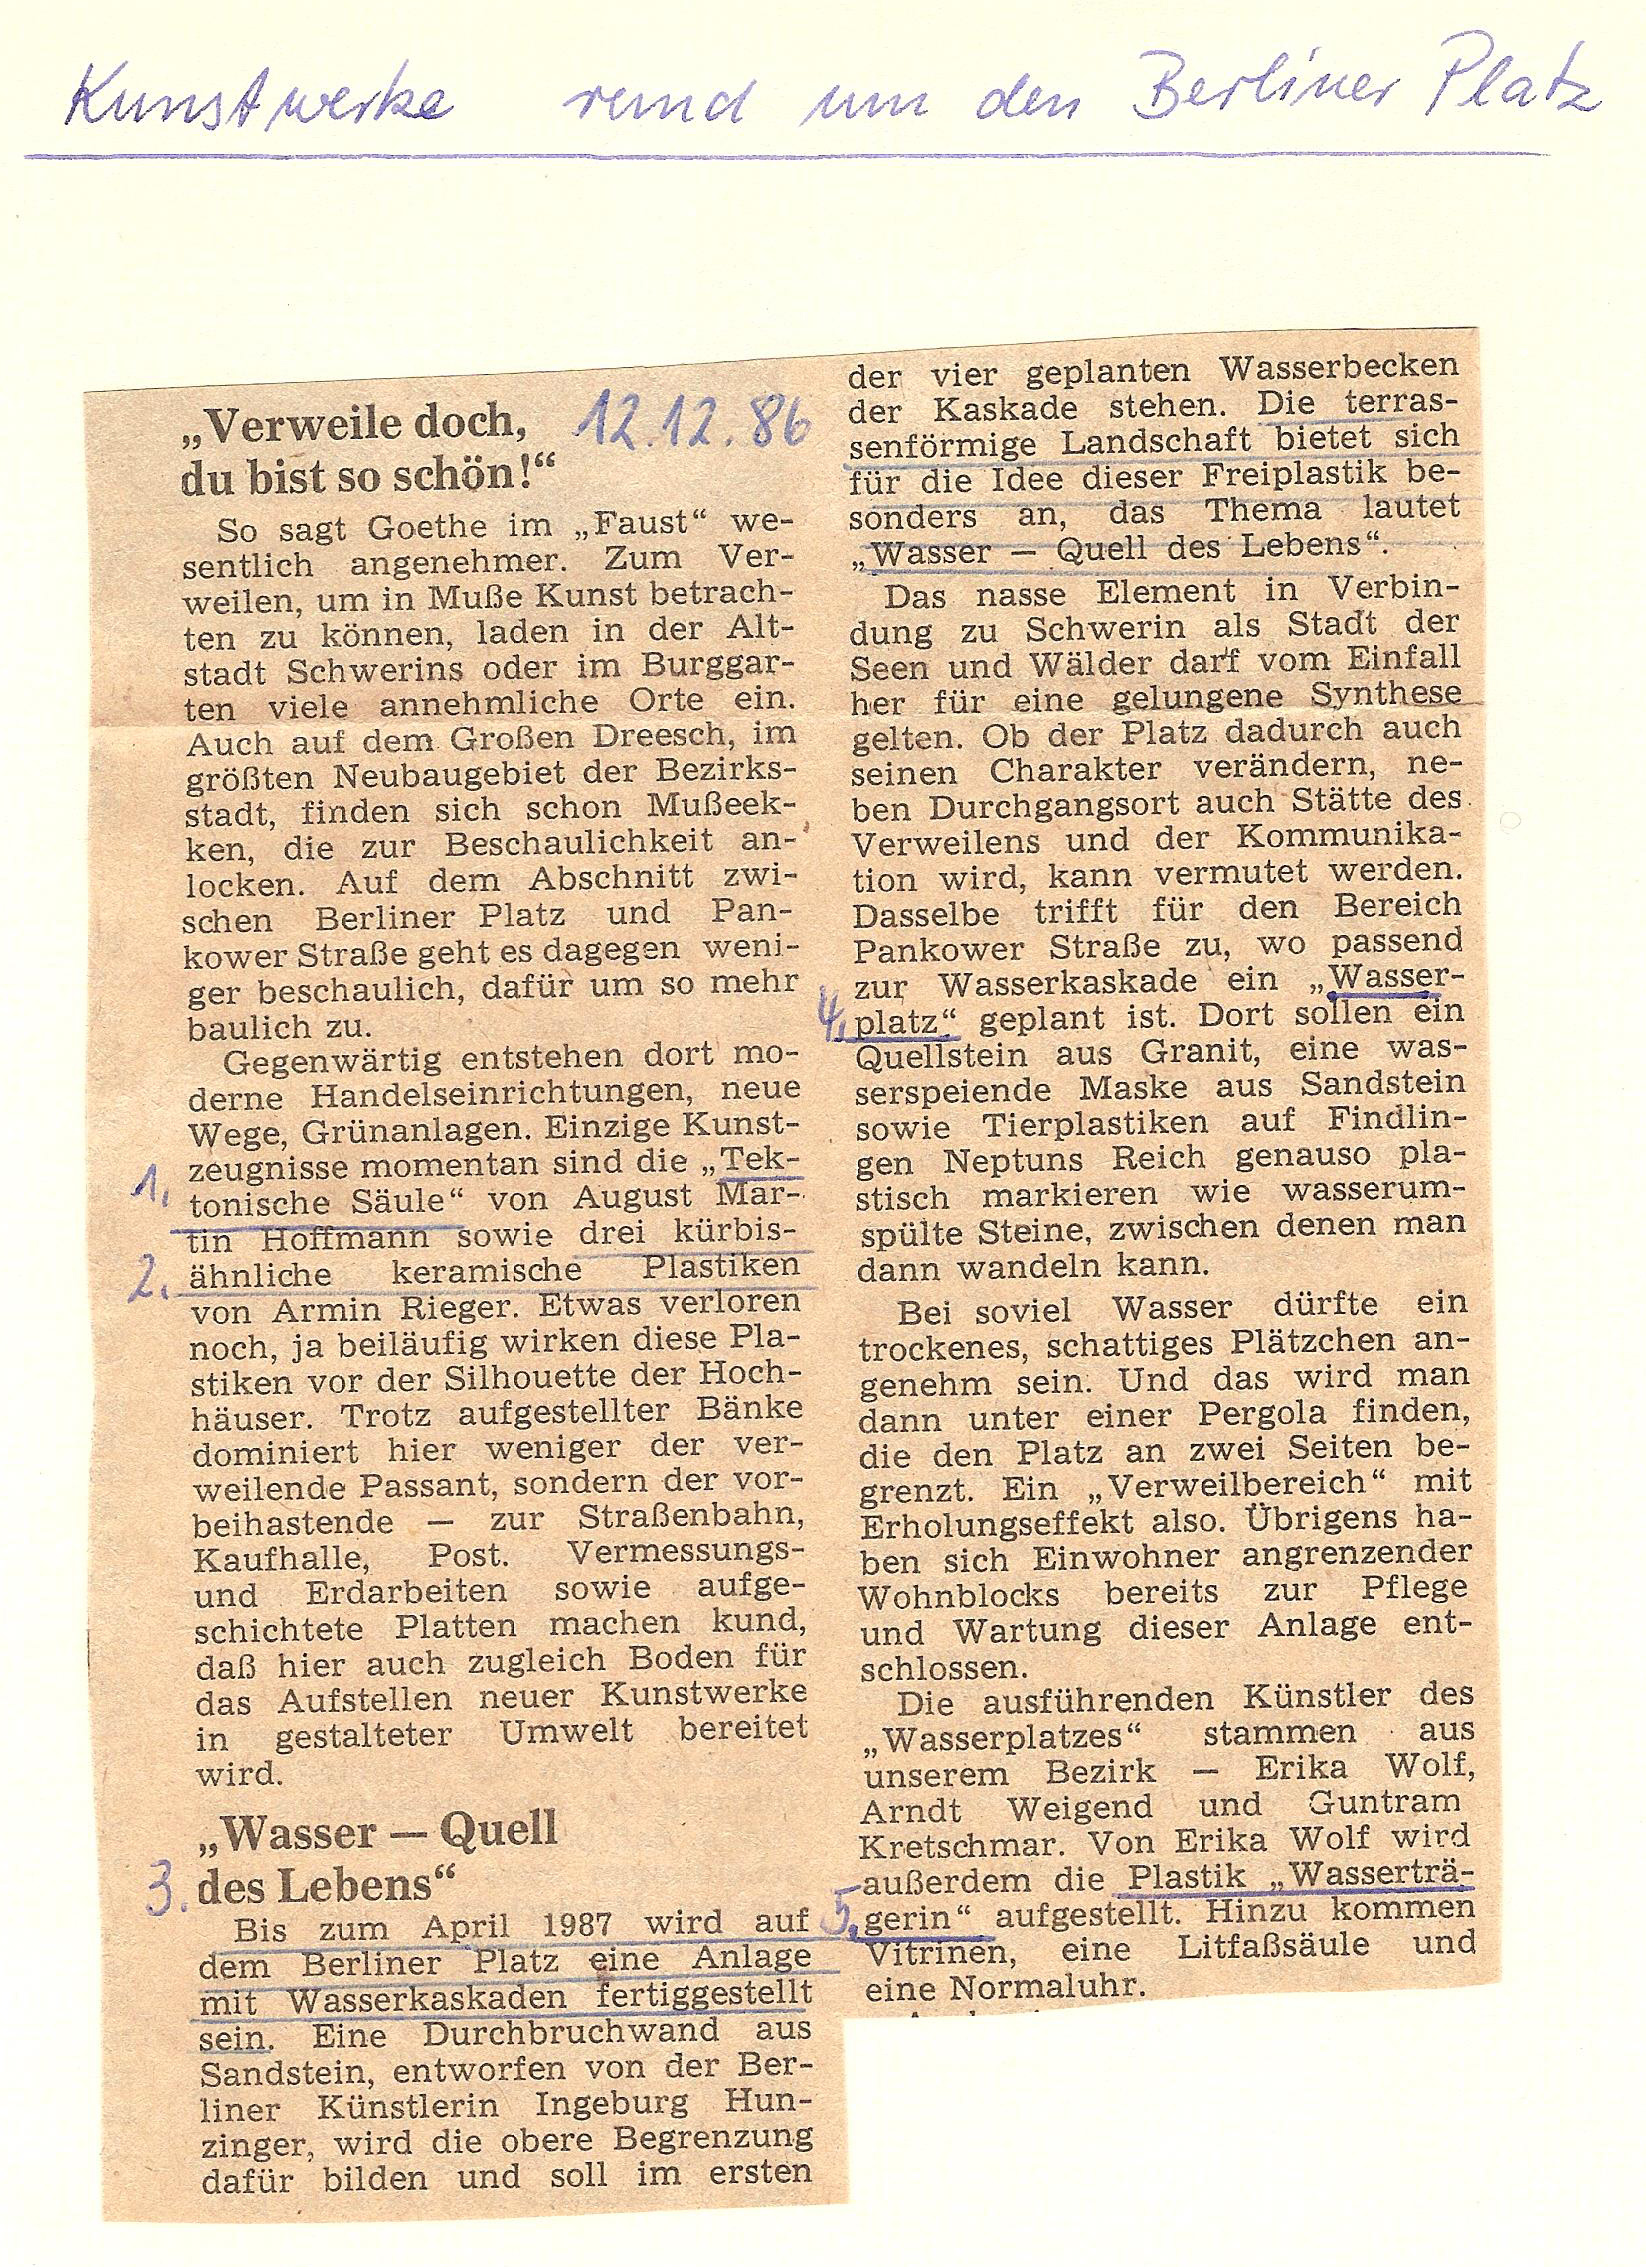 Kunstwerke rund um den Berliner Platz
„Verweile doch,
du bist so schön!“
12.12.86
So sagt Goethe im „Faust“ we-
sentlich angenehmer. Zum Ver-
weilen, um in Muße Kunst betrach-
ten zu können, laden in der Alt-
stadt Schwerins oder im Burggar-
ten viele annehmliche Orte ein.
Auch auf dem Großen Dreesch, im
größten Neubaugebiet der Bezirks-
stadt, finden sich schon Mußeek-
ken, die zur Beschaulichkeit an-
locken. Auf dem Abschnitt zwi-
schen Berliner Platz und Pan-
kower Straße geht es dagegen weni-
ger beschaulich, dafür um so mehr
baulich zu.
Gegenwärtig entstehen dort mo-
derne Handelseinrichtungen, neue
Wege, Grünanlagen. Einzige Kunst-
zeugnisse momentan sind die „Tek-
1. tonische Säule“ von August Mar-
tin Hoffmann sowie drei kürbis-
2. ähnliche keramische Plastiken
von Armin Rieger. Etwas verloren
noch, ja beiläufig wirken diese Pla-
stiken vor der Silhouette der Hoch-
häuser. Trotz aufgestellter Bänke
dominiert hier weniger der ver-
weilende Passant, sondern der vor-
beihastende — zur Straßenbahn,
Kaufhalle, Post. Vermessungs-
und Erdarbeiten sowie aufge-
schichtete Platten machen kund,
daß hier auch zugleich Boden für
das Aufstellen neuer Kunstwerke
in gestalteter Umwelt bereitet
wird.
„Wasser — Quell
3. des Lebens“
Bis zum April 1987 wird auf
dem Berliner Platz eine Anlage
mit Wasserkaskaden fertiggestellt
sein. Eine Durchbruchwand aus
Sandstein, entworfen von der Ber-
liner Künstlerin Ingeburg Hun-
zinger, wird die obere Begrenzung
dafür bilden und soll im ersten
der vier geplanten Wasserbecken
der Kaskade stehen. Die terras-
senförmige Landschaft bietet sich
für die Idee dieser Freiplastik be-
sonders an, das Thema lautet
„Wasser — Quell des Lebens“.
Das nasse Element in Verbin-
dung zu Schwerin als Stadt der
Seen und Wälder darf vom Einfall
her für eine gelungene Synthese
gelten. Ob der Platz dadurch auch
seinen Charakter verändern, ne-
ben Durchgangsort auch Stätte des
Verweilens und der Kommunika-
tion wird, kann vermutet werden.
Dasselbe trifft für den Bereich
Pankower Straße zu, wo passend
zur Wasserkaskade ein „Wasser-
4. platz“ geplant ist. Dort sollen ein
Quellstein aus Granit, eine was-
serspeiende Maske aus Sandstein
sowie Tierplastiken auf Findlin-
gen Neptuns Reich genauso pla-
stisch markieren wie wasserum-
spülte Steine, zwischen denen man
dann wandeln kann.
Bei soviel Wasser dürfte ein
trockenes, schattiges Plätzchen an-
genehm sein. Und das wird man
dann unter einer Pergola finden,
die den Platz an zwei Seiten be-
grenzt. Ein „Verweilbereich“ mit
Erholungseffekt also. Übrigens ha-
ben sich Einwohner angrenzender
Wohnblocks bereits zur Pflege
und Wartung dieser Anlage ent-
schlossen.
Die ausführenden Künstler des
„Wasserplatzes“ stammen aus
unserem Bezirk — Erika Wolf,
Arndt Weigend und Guntram
Kretschmar. Von Erika Wolf wird
außerdem die Plastik „Wasserträ-
5. gerin“ aufgestellt. Hinzu kommen
Vitrinen, eine Litfaßsäule und
eine Normaluhr.